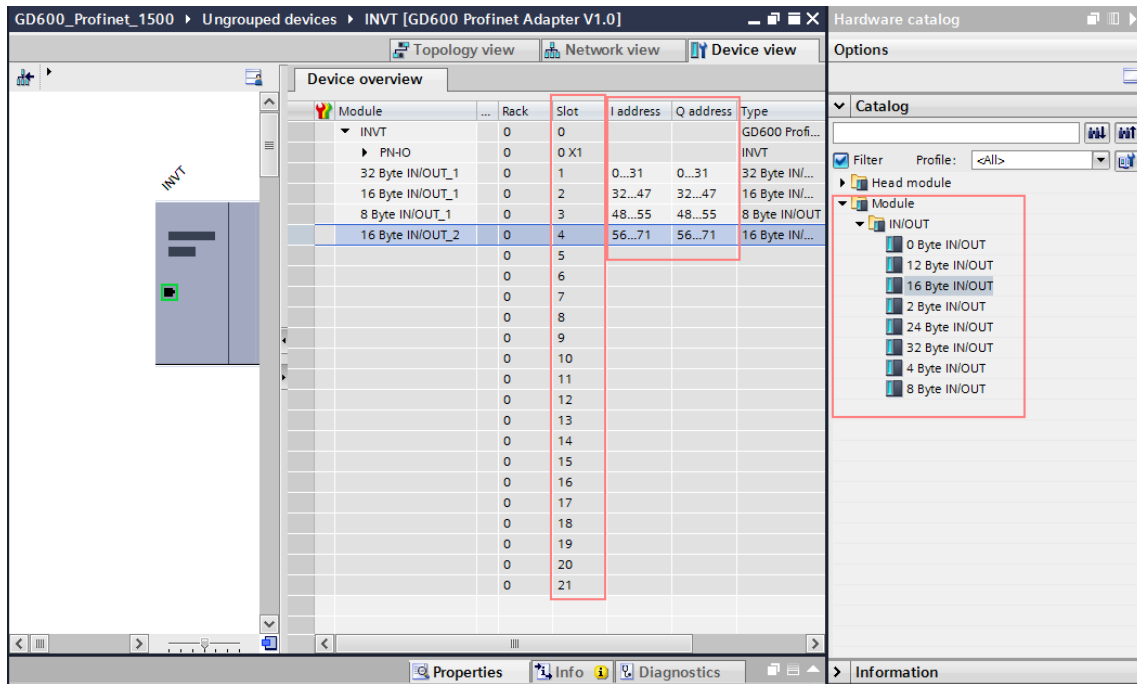 GD600_Profinet_1500 ▸ Ungrouped devices ▸ INVT [GD600 Profinet Adapter V1.0]
Topology view Network view Device view
INVT
Device overview
Module ... Rack Slot I address Q address Type
INVT 0 0 GD600 Profi...
PN-IO 0 0 X1 INVT
32 Byte IN/OUT_1 0 1 0...31 0...31 32 Byte IN/...
16 Byte IN/OUT_1 0 2 32...47 32...47 16 Byte IN/...
8 Byte IN/OUT_1 0 3 48...55 48...55 8 Byte IN/OUT
16 Byte IN/OUT_2 0 4 56...71 56...71 16 Byte IN/...
0 5
0 6
0 7
0 8
0 9
0 10
0 11
0 12
0 13
0 14
0 15
0 16
0 17
0 18
0 19
0 20
0 21
Properties Info Diagnostics
Hardware catalog
Options
Catalog
Filter Profile: <All>
Head module
Module
IN/OUT
0 Byte IN/OUT
12 Byte IN/OUT
16 Byte IN/OUT
2 Byte IN/OUT
24 Byte IN/OUT
32 Byte IN/OUT
4 Byte IN/OUT
8 Byte IN/OUT
Information